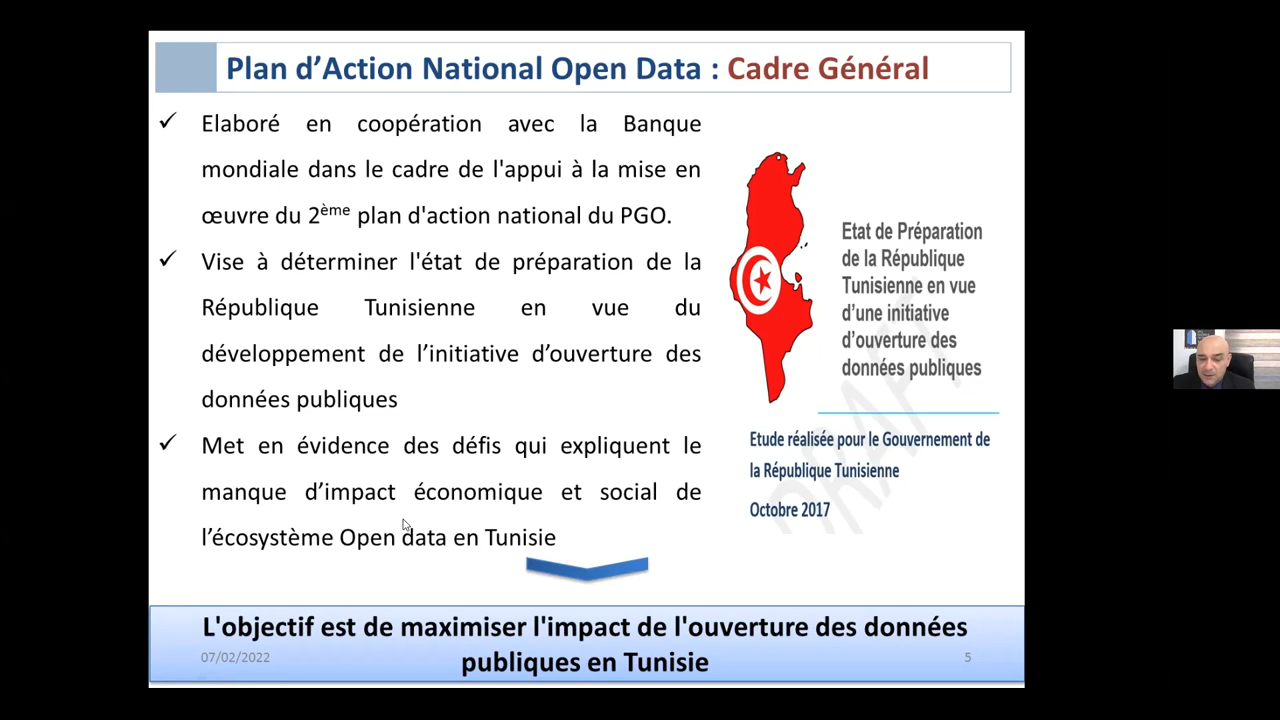 Plan d’Action National Open Data : Cadre Général
✓ Elaboré en coopération avec la Banque
mondiale dans le cadre de l'appui à la mise en
œuvre du 2ème plan d'action national du PGO.
✓ Vise à déterminer l'état de préparation de la
République Tunisienne en vue du
développement de l’initiative d’ouverture des
données publiques
✓ Met en évidence des défis qui expliquent le
manque d’impact économique et social de
l’écosystème Open data en Tunisie
Etat de Préparation
de la République
Tunisienne en vue
d’une initiative
d’ouverture des
données publiques
Etude réalisée pour le Gouvernement de
la République Tunisienne
Octobre 2017
DRAFT
L'objectif est de maximiser l'impact de l'ouverture des données
publiques en Tunisie
07/02/2022
5